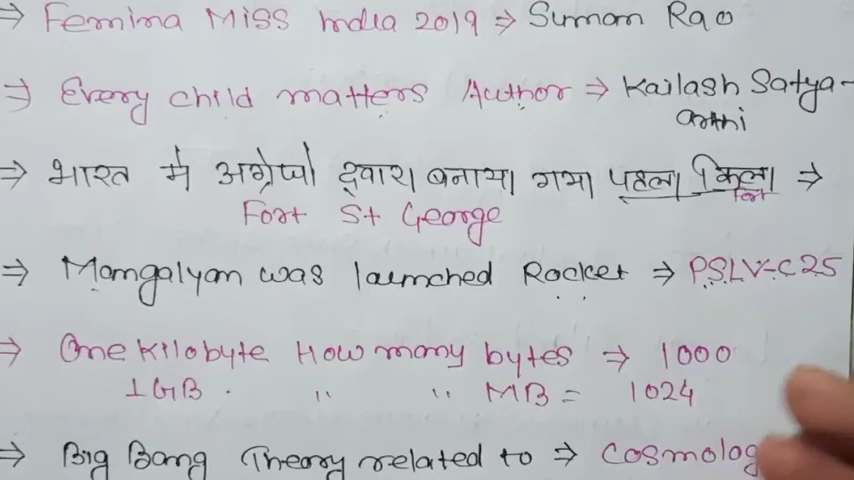 ⇒ Femina Miss India 2019 ⇒ Suman Rao
⇒ Every child matters Author ⇒ Kailash Satya-
arthi
⇒ भारत मे अंग्रेजो द्वारा बनाया गया पहला किला ⇒
Fort
Fort St George
⇒ Mangalyan was launched Rocket ⇒ PSLV-C25
⇒ One Kilobyte How many bytes ⇒ 1000
1GB . " " MB = 1024
⇒ Big Bang Theory related to ⇒ Cosmolog